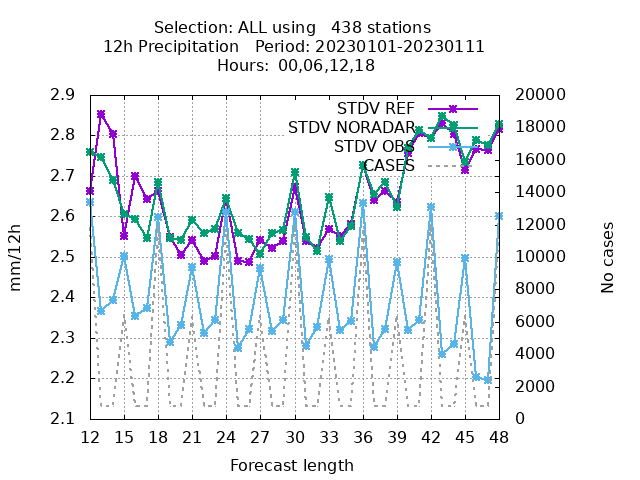 Selection: ALL using   438 stations
12h Precipitation   Period: 20230101-20230111
Hours:  00,06,12,18
STDV REF
STDV NORADAR
STDV OBS
CASES
2.9
2.8
2.7
2.6
2.5
2.4
2.3
2.2
2.1
mm/12h
20000
18000
16000
14000
12000
10000
8000
6000
4000
2000
0
No cases
12 15 18 21 24 27 30 33 36 39 42 45 48
Forecast length